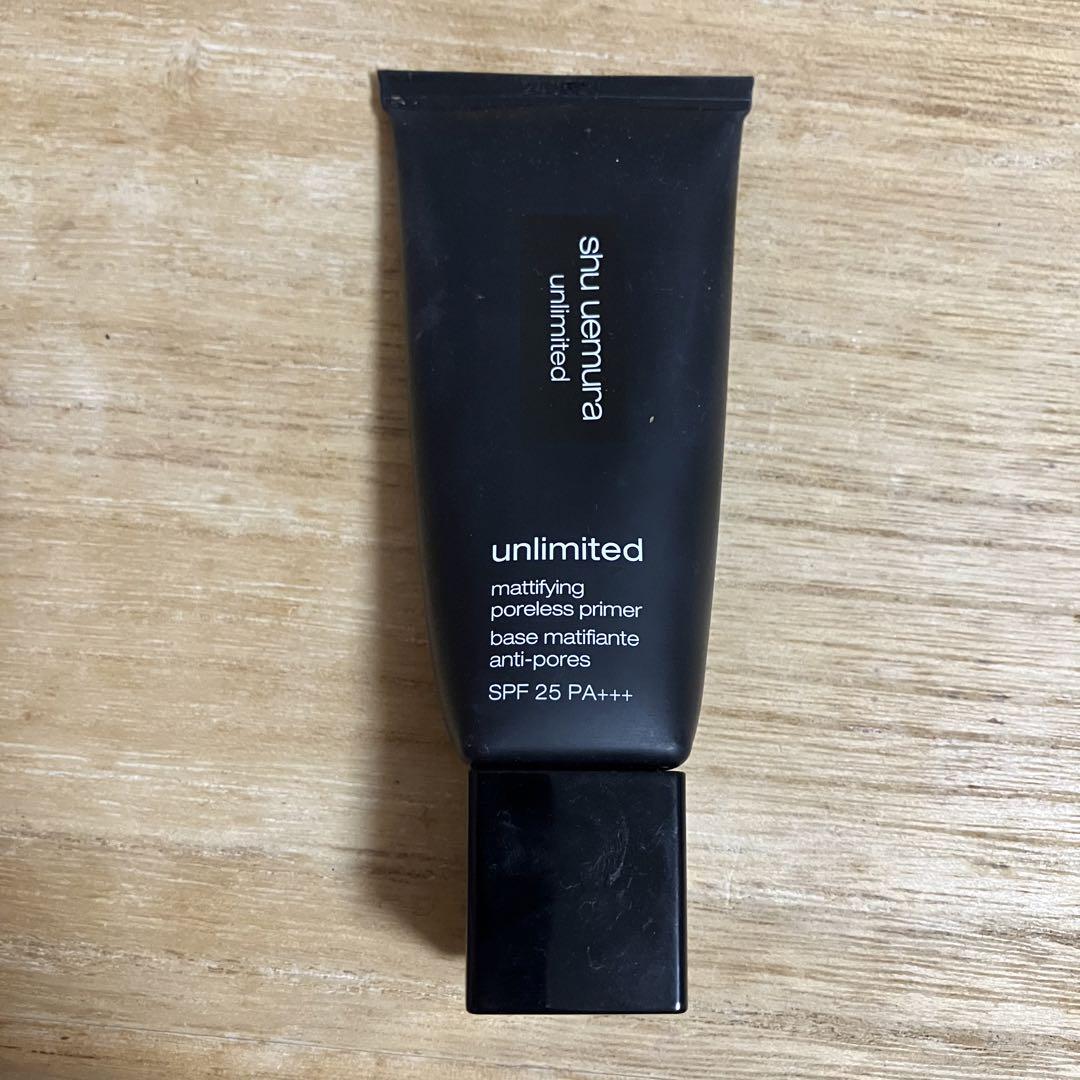 shu uemura
unlimited
unlimited
mattifying
poreless primer
base matifiante
anti-pores
SPF 25 PA+++